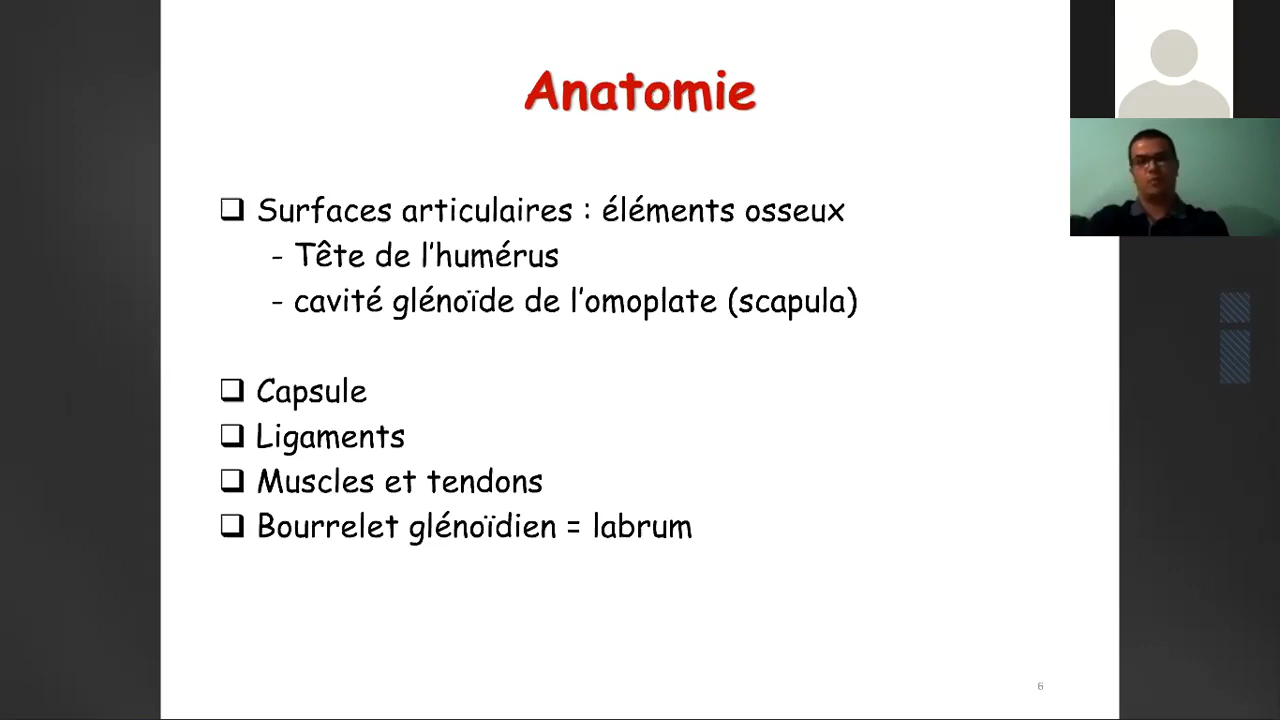 Anatomie
❑ Surfaces articulaires : éléments osseux
- Tête de l'humérus
- cavité glénoïde de l'omoplate (scapula)
❑ Capsule
❑ Ligaments
❑ Muscles et tendons
❑ Bourrelet glénoïdien = labrum
6